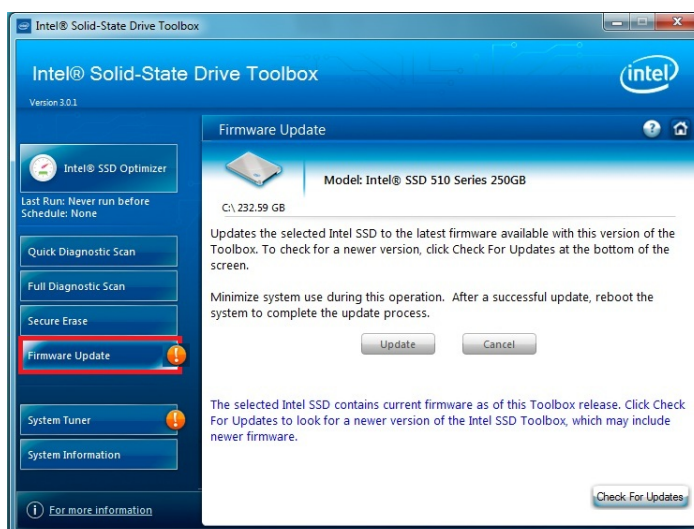 Intel® Solid-State Drive Toolbox
Intel® Solid-State Drive Toolbox
Version 3.0.1
intel
Firmware Update
?
Intel® SSD Optimizer
Last Run: Never run before
Schedule: None
Model: Intel® SSD 510 Series 250GB
C:\ 232.59 GB
Quick Diagnostic Scan
Full Diagnostic Scan
Secure Erase
Firmware Update
!
System Tuner
!
System Information
i For more information
Updates the selected Intel SSD to the latest firmware available with this version of the
Toolbox. To check for a newer version, click Check For Updates at the bottom of the
screen.
Minimize system use during this operation.  After a successful update, reboot the
system to complete the update process.
Update
Cancel
The selected Intel SSD contains current firmware as of this Toolbox release. Click Check
For Updates to look for a newer version of the Intel SSD Toolbox, which may include
newer firmware.
Check For Updates